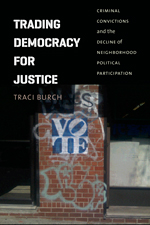 TRADING
DEMOCRACY
FOR
JUSTICE
TRACI BURCH
CRIMINAL
CONVICTIONS
and the
DECLINE of
NEIGHBORHOOD
POLITICAL
PARTICIPATION
VOTE